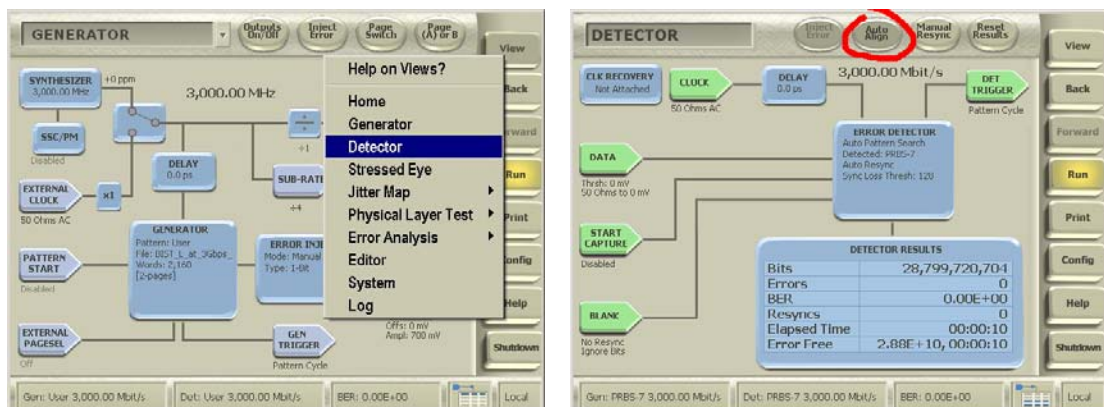 GENERATOR
Outputs On/Off
Inject Error
Page Switch
Page (A) or B
View
Back
Forward
Run
Print
Config
Help
Shutdown
SYNTHESIZER
3,000.00 MHz
+0 ppm
3,000.00 MHz
SSC/PM
Disabled
EXTERNAL CLOCK
50 Ohms AC
x1
DELAY
0.0 ps
÷1
SUB-RATE
÷4
GENERATOR
Pattern: User
File: BIST_L_at_3Gbps_
Words: 2,160
[2-pages]
ERROR INJE
Mode: Manual
Type: 1-Bit
PATTERN START
Disabled
EXTERNAL PAGESEL
Off
GEN TRIGGER
Pattern Cycle
Offs: 0 mV
Ampl: 700 mV
Help on Views?
Home
Generator
Detector
Stressed Eye
Jitter Map
Physical Layer Test
Error Analysis
Editor
System
Log
Gen: User 3,000.00 Mbit/s
Det: User 3,000.00 Mbit/s
BER: 0.00E+00
Local
DETECTOR
Inject Error
Auto Align
Manual Resync
Reset Results
View
Back
Forward
Run
Print
Config
Help
Shutdown
CLK RECOVERY
Not Attached
CLOCK
50 Ohms AC
DELAY
0.0 ps
3,000.00 Mbit/s
DET TRIGGER
Pattern Cycle
ERROR DETECTOR
Auto Pattern Search
Detected: PRBS-7
Auto Resync
Sync Loss Thresh: 128
DATA
Thrsh: 0 mV
50 Ohms to 0 mV
START CAPTURE
Disabled
BLANK
No Resync
Ignore Bits
DETECTOR RESULTS
Bits 28,799,720,704
Errors 0
BER 0.00E+00
Resyncs 0
Elapsed Time 00:00:10
Error Free 2.88E+10, 00:00:10
Gen: PRBS-7 3,000.00 Mbit/s
Det: PRBS-7 3,000.00 Mbit/s
BER: 0.00E+00
Local